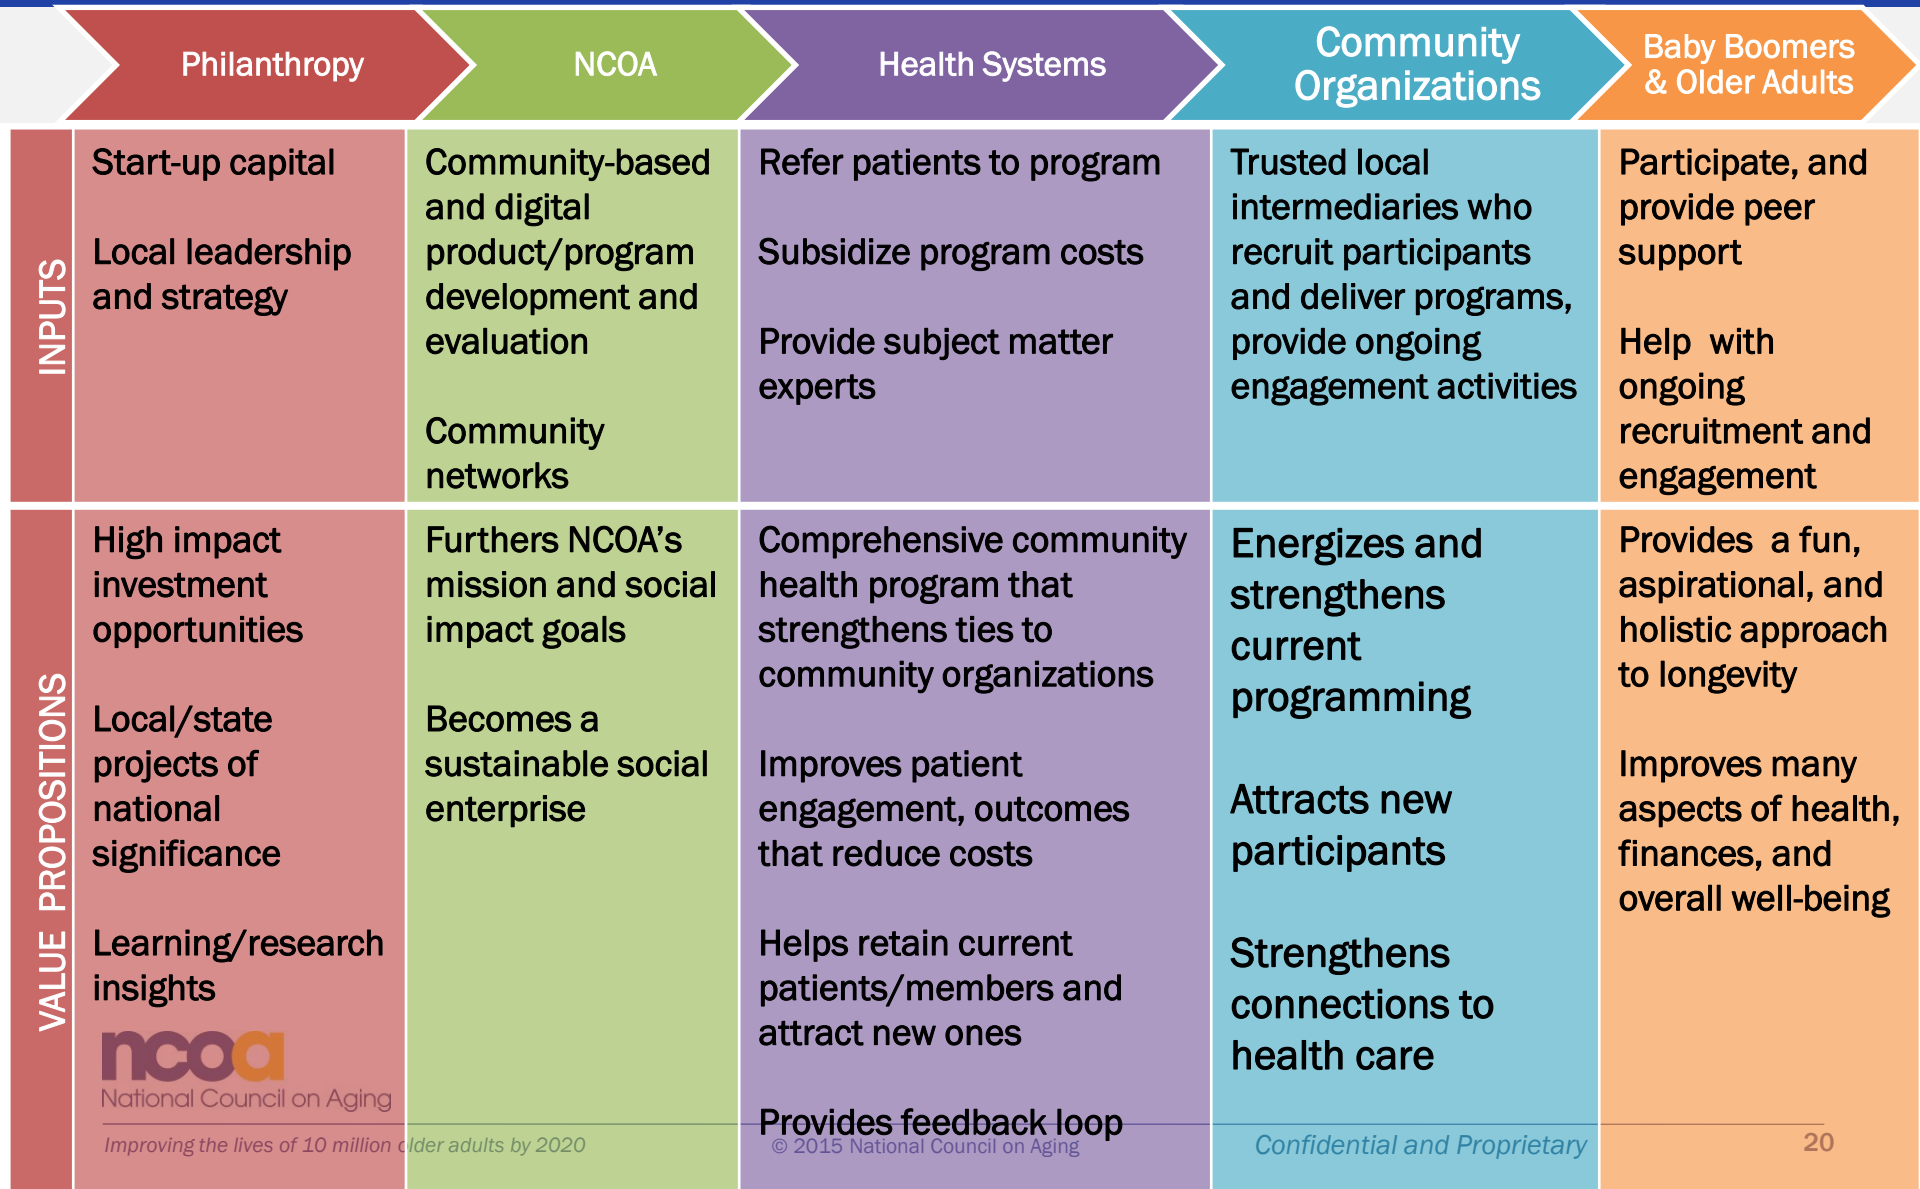 Philanthropy
NCOA
Health Systems
Community
Organizations
Baby Boomers
& Older Adults
INPUTS
Start-up capital
Local leadership
and strategy
Community-based
and digital
product/program
development and
evaluation
Community
networks
Refer patients to program
Subsidize program costs
Provide subject matter
experts
Trusted local
intermediaries who
recruit participants
and deliver programs,
provide ongoing
engagement activities
Participate, and
provide peer
support
Help  with
ongoing
recruitment and
engagement
VALUE  PROPOSITIONS
High impact
investment
opportunities
Local/state
projects of
national
significance
Learning/research
insights
Furthers NCOA’s
mission and social
impact goals
Becomes a
sustainable social
enterprise
Comprehensive community
health program that
strengthens ties to
community organizations
Improves patient
engagement, outcomes
that reduce costs
Helps retain current
patients/members and
attract new ones
Provides feedback loop
Energizes and
strengthens
current
programming
Attracts new
participants
Strengthens
connections to
health care
Provides  a fun,
aspirational, and
holistic approach
to longevity
Improves many
aspects of health,
finances, and
overall well-being
ncoa
National Council on Aging
Improving the lives of 10 million older adults by 2020
© 2015 National Council on Aging
Confidential and Proprietary
20